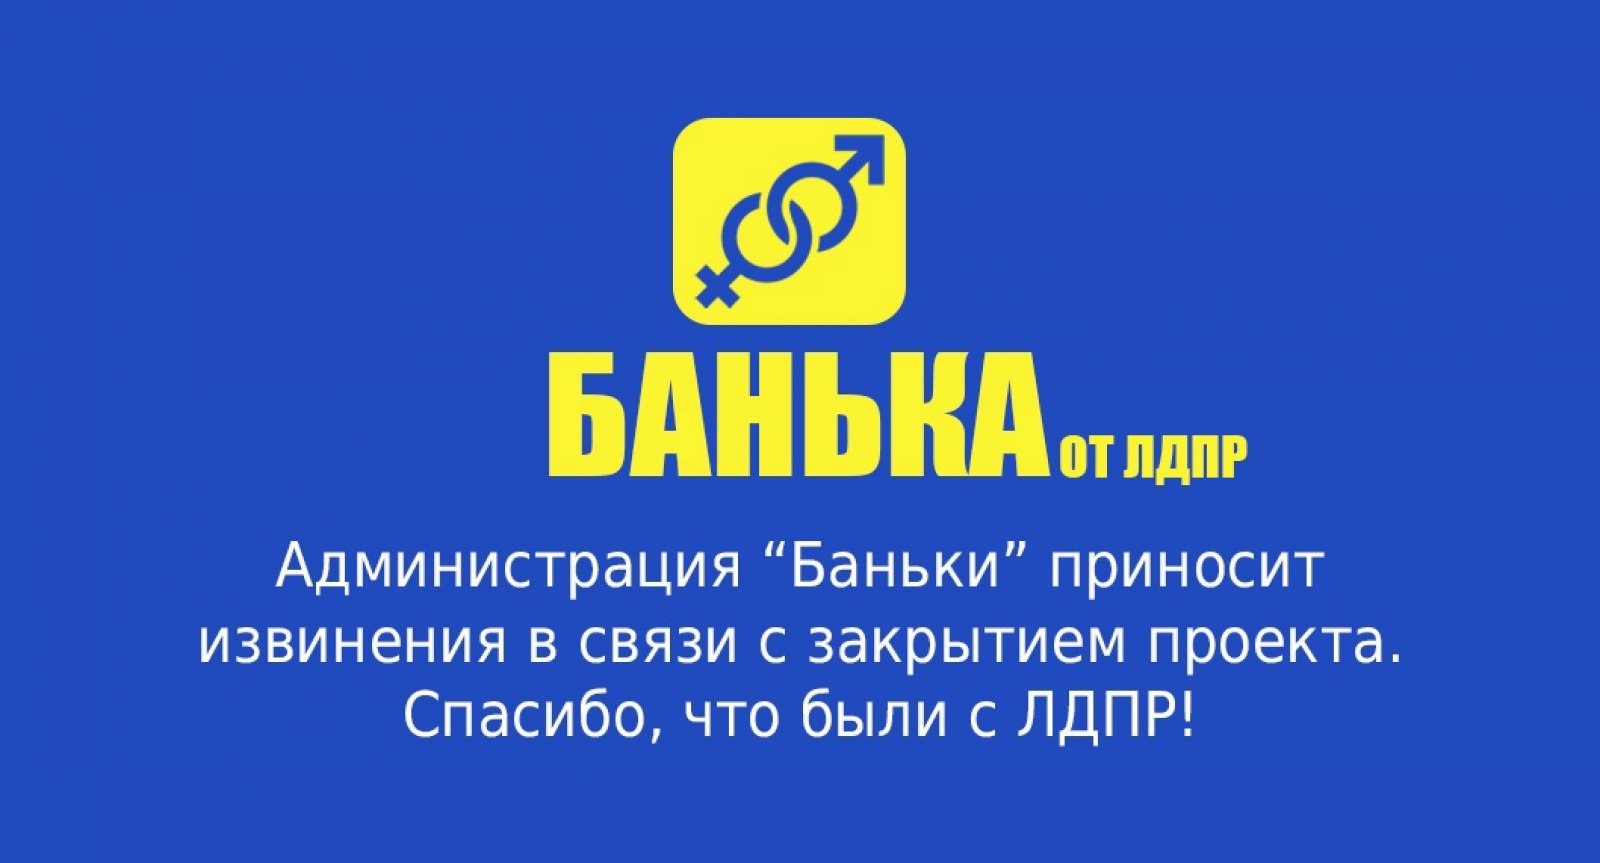 БАНЬКА ОТ ЛДПР
Администрация “Баньки” приносит
извинения в связи с закрытием проекта.
Спасибо, что были с ЛДПР!